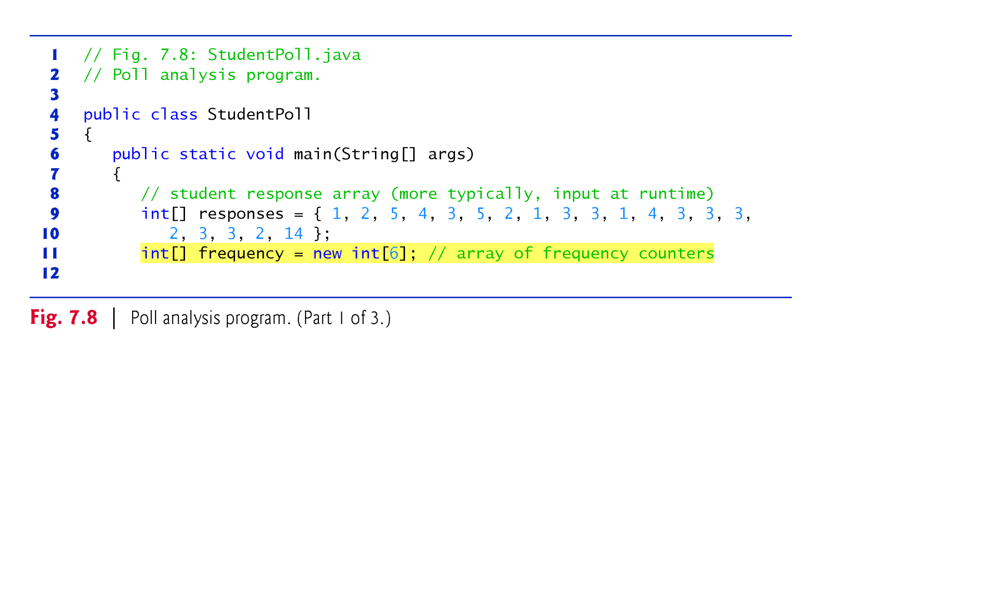 1 // Fig. 7.8: StudentPoll.java
2 // Poll analysis program.
3
4 public class StudentPoll
5 {
6    public static void main(String[] args)
7    {
8       // student response array (more typically, input at runtime)
9       int[] responses = { 1, 2, 5, 4, 3, 5, 2, 1, 3, 3, 1, 4, 3, 3, 3,
10         2, 3, 3, 2, 14 };
11      int[] frequency = new int[6]; // array of frequency counters
12
Fig. 7.8 | Poll analysis program. (Part 1 of 3.)